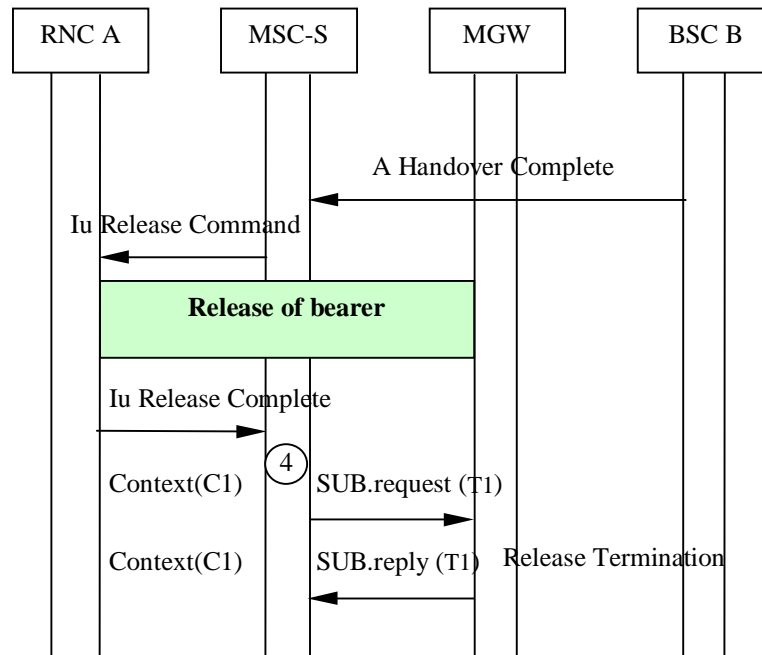 RNC A MSC-S MGW BSC B
A Handover Complete
Iu Release Command
Release of bearer
Iu Release Complete
4
Context(C1) SUB.request (T1)
Context(C1) SUB.reply (T1) Release Termination